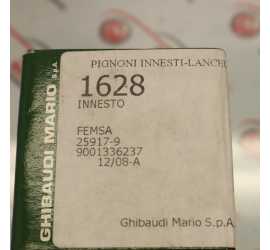 PIGNONI INNESTI-LANCI
1628
INNESTO
FEMSA
25917-9
9001336237
12/08-A
Ghibaudi Mario S.p.A
GHIBAUDI MARIO S.p.A.